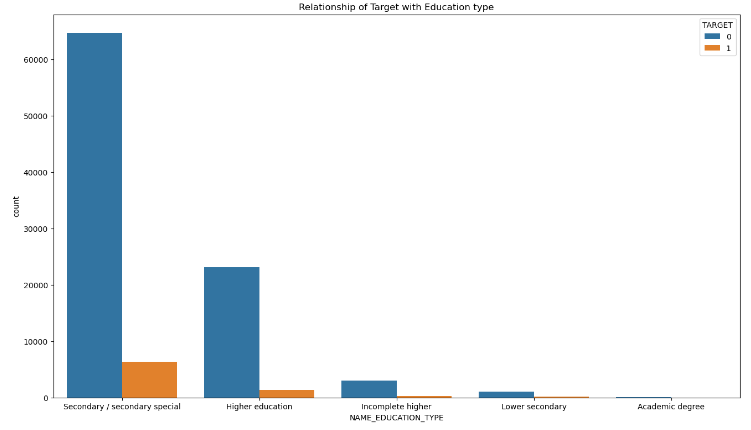 Relationship of Target with Education type
TARGET
0
1
60000
50000
40000
30000
20000
10000
0
count
Secondary / secondary special
Higher education
Incomplete higher
Lower secondary
Academic degree
NAME_EDUCATION_TYPE